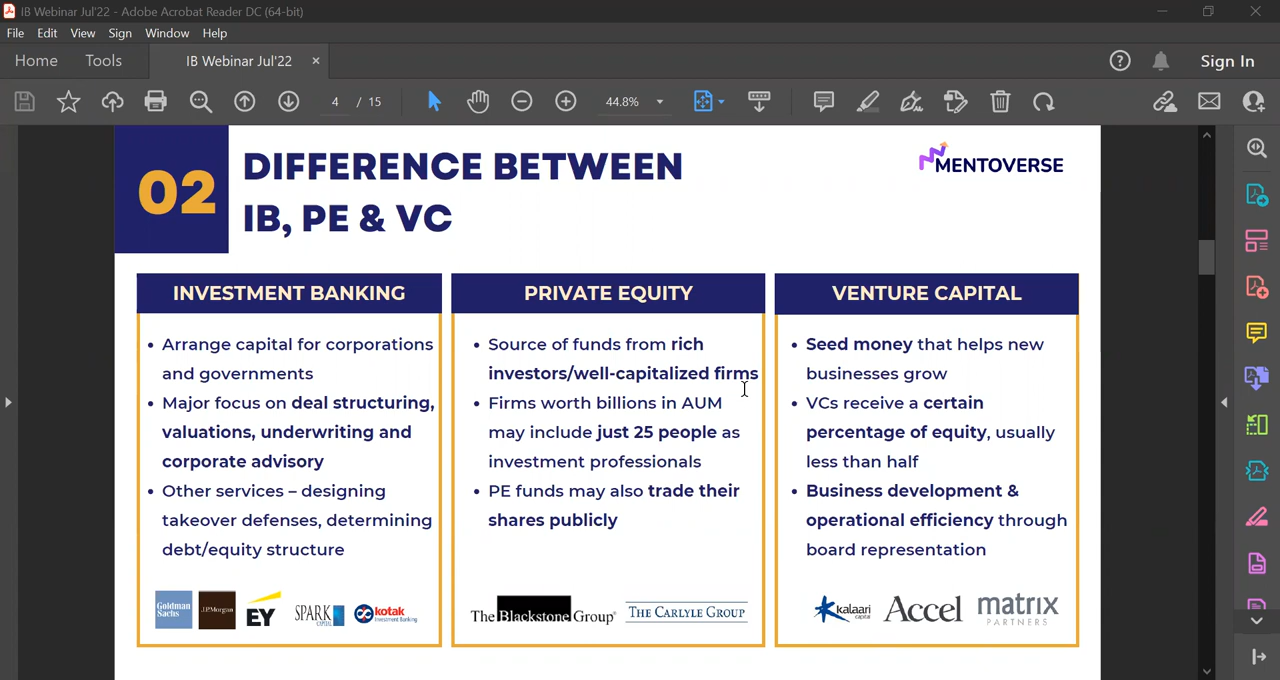 IB Webinar Jul'22 - Adobe Acrobat Reader DC (64-bit)
File Edit View Sign Window Help
Home Tools IB Webinar Jul'22 × Sign In
4 / 15 44.8%
02
DIFFERENCE BETWEEN
IB, PE & VC
MENTOVERSE
INVESTMENT BANKING
• Arrange capital for corporations
and governments
• Major focus on deal structuring,
valuations, underwriting and
corporate advisory
• Other services – designing
takeover defenses, determining
debt/equity structure
Goldman
Sachs
J.P.Morgan
EY
SPARK
CAPITAL
kotak
Investment Banking
PRIVATE EQUITY
• Source of funds from rich
investors/well-capitalized firms
• Firms worth billions in AUM
may include just 25 people as
investment professionals
• PE funds may also trade their
shares publicly
The Blackstone Group®
THE CARLYLE GROUP
VENTURE CAPITAL
• Seed money that helps new
businesses grow
• VCs receive a certain
percentage of equity, usually
less than half
• Business development &
operational efficiency through
board representation
kalaari
capital
Accel
matrix
PARTNERS